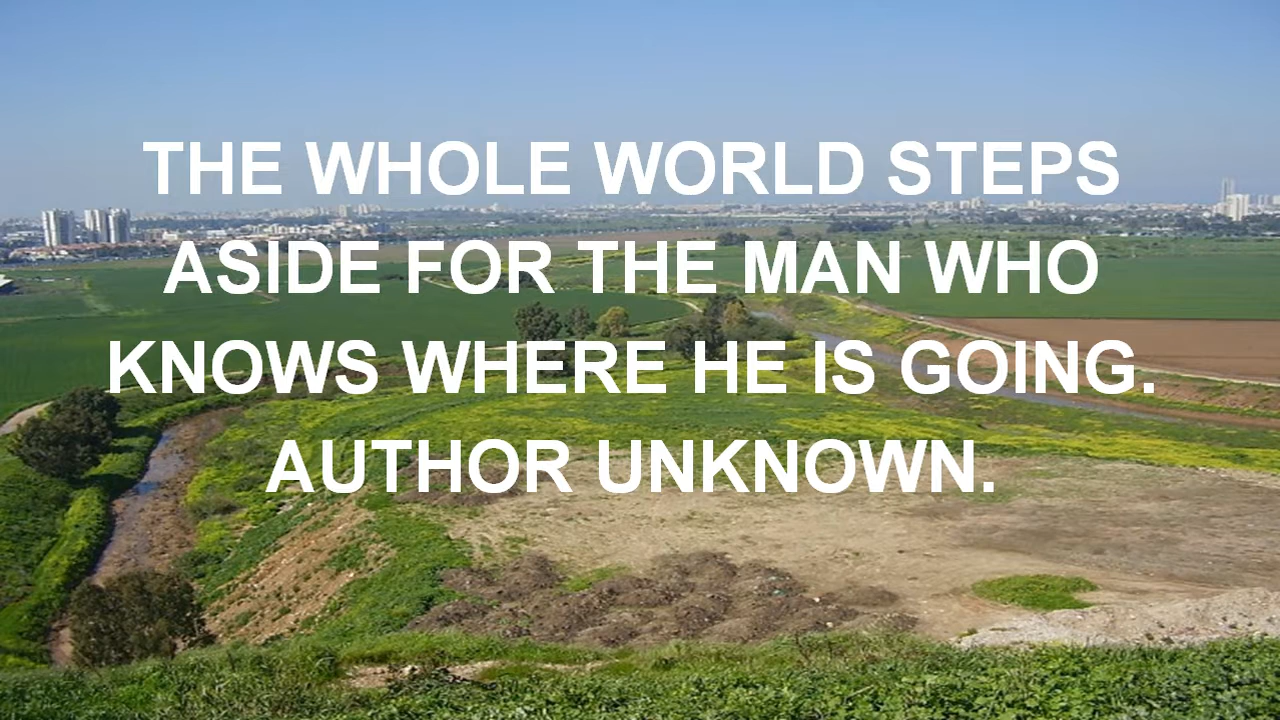 THE WHOLE WORLD STEPS
ASIDE FOR THE MAN WHO
KNOWS WHERE HE IS GOING.
AUTHOR UNKNOWN.